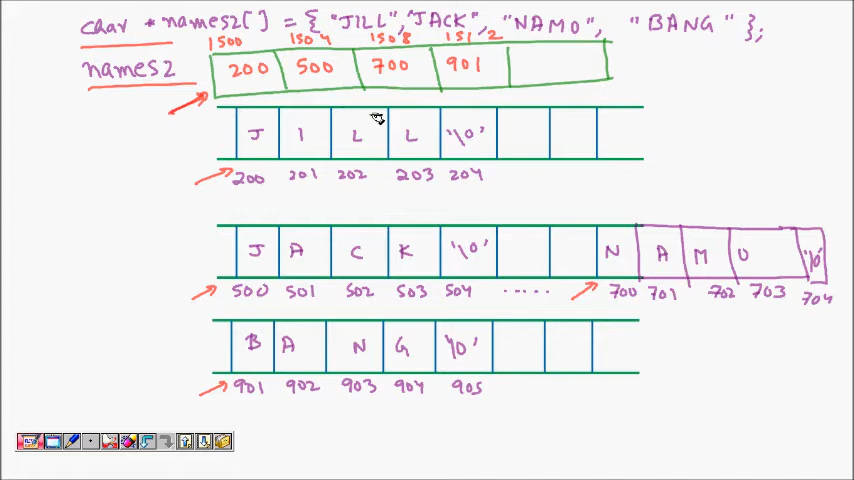 char *names2[] = { "JILL", "JACK", "NAMO", "BANG" };
1500 1504 1508 1512
names2 200 500 700 901
J I L L '\0'
200 201 202 203 204
J A C K '\0' N A M O '\0'
500 501 502 503 504 ..... 700 701 702 703 704
B A N G '\0'
901 902 903 904 905